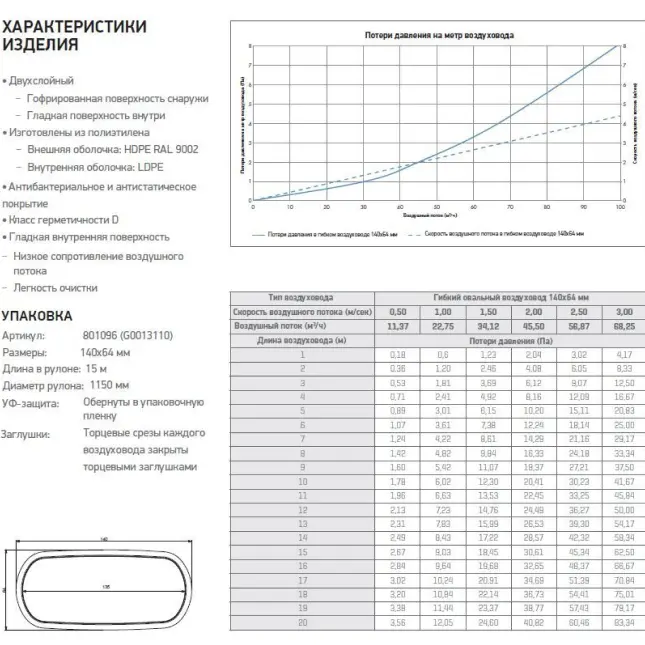 ХАРАКТЕРИСТИКИ
ИЗДЕЛИЯ
• Двухслойный
– Гофрированная поверхность снаружи
– Гладкая поверхность внутри
• Изготовлены из полиэтилена
– Внешняя оболочка: HDPE RAL 9002
– Внутренняя оболочка: LDPE
• Антибактериальное и антистатическое
покрытие
• Класс герметичности D
• Гладкая внутренняя поверхность
– Низкое сопротивление воздушного
потока
– Легкость очистки
УПАКОВКА
Артикул: 801096 (G0013110)
Размеры: 140x64 мм
Длина в рулоне: 15 м
Диаметр рулона: 1150 мм
УФ-защита: Обернуты в упаковочную
пленку
Заглушки: Торцевые срезы каждого
воздуховода закрыты
торцевыми заглушками
138
Потери давления на метр воздуховода
Потери давления на метр воздуховода (Па)
Скорость воздушного потока (м/сек)
8 8
7 7
6 6
5 5
4 4
3 3
2 2
1 1
0 0
0 10 20 30 40 50 60 70 80 90 100
Воздушный поток (м³/ч)
Потери давления в гибком воздуховоде 140x64 мм
Скорость воздушного потока в гибком воздуховоде 140x64 мм
Тип воздуховода Гибкий овальный воздуховод 140x64 мм
Скорость воздушного потока (м/сек) 0,50 1,00 1,50 2,00 2,50 3,00
Воздушный поток (м³/ч) 11,37 22,75 34,12 45,50 56,87 68,25
Длина воздуховода (м) Потери давления (Па)
1 0,18 0,6 1,23 2,04 3,02 4,17
2 0,36 1,20 2,46 4,08 6,05 8,33
3 0,53 1,81 3,69 6,12 9,07 12,50
4 0,71 2,41 4,92 8,16 12,09 16,67
5 0,89 3,01 6,15 10,20 15,11 20,83
6 1,07 3,61 7,38 12,24 18,14 25,00
7 1,24 4,22 8,61 14,29 21,16 29,17
8 1,42 4,82 9,84 16,33 24,18 33,34
9 1,60 5,42 11,07 18,37 27,21 37,50
10 1,78 6,02 12,30 20,41 30,23 41,67
11 1,96 6,63 13,53 22,45 33,25 45,84
12 2,13 7,23 14,76 24,49 36,27 50,00
13 2,31 7,83 15,99 26,53 39,30 54,17
14 2,49 8,43 17,22 28,57 42,32 58,34
15 2,67 9,03 18,45 30,61 45,34 62,50
16 2,84 9,64 19,68 32,65 48,37 66,67
17 3,02 10,24 20,91 34,69 51,39 70,84
18 3,20 10,84 22,14 36,73 54,41 75,01
19 3,38 11,44 23,37 38,77 57,43 79,17
20 3,56 12,05 24,60 40,82 60,46 83,34